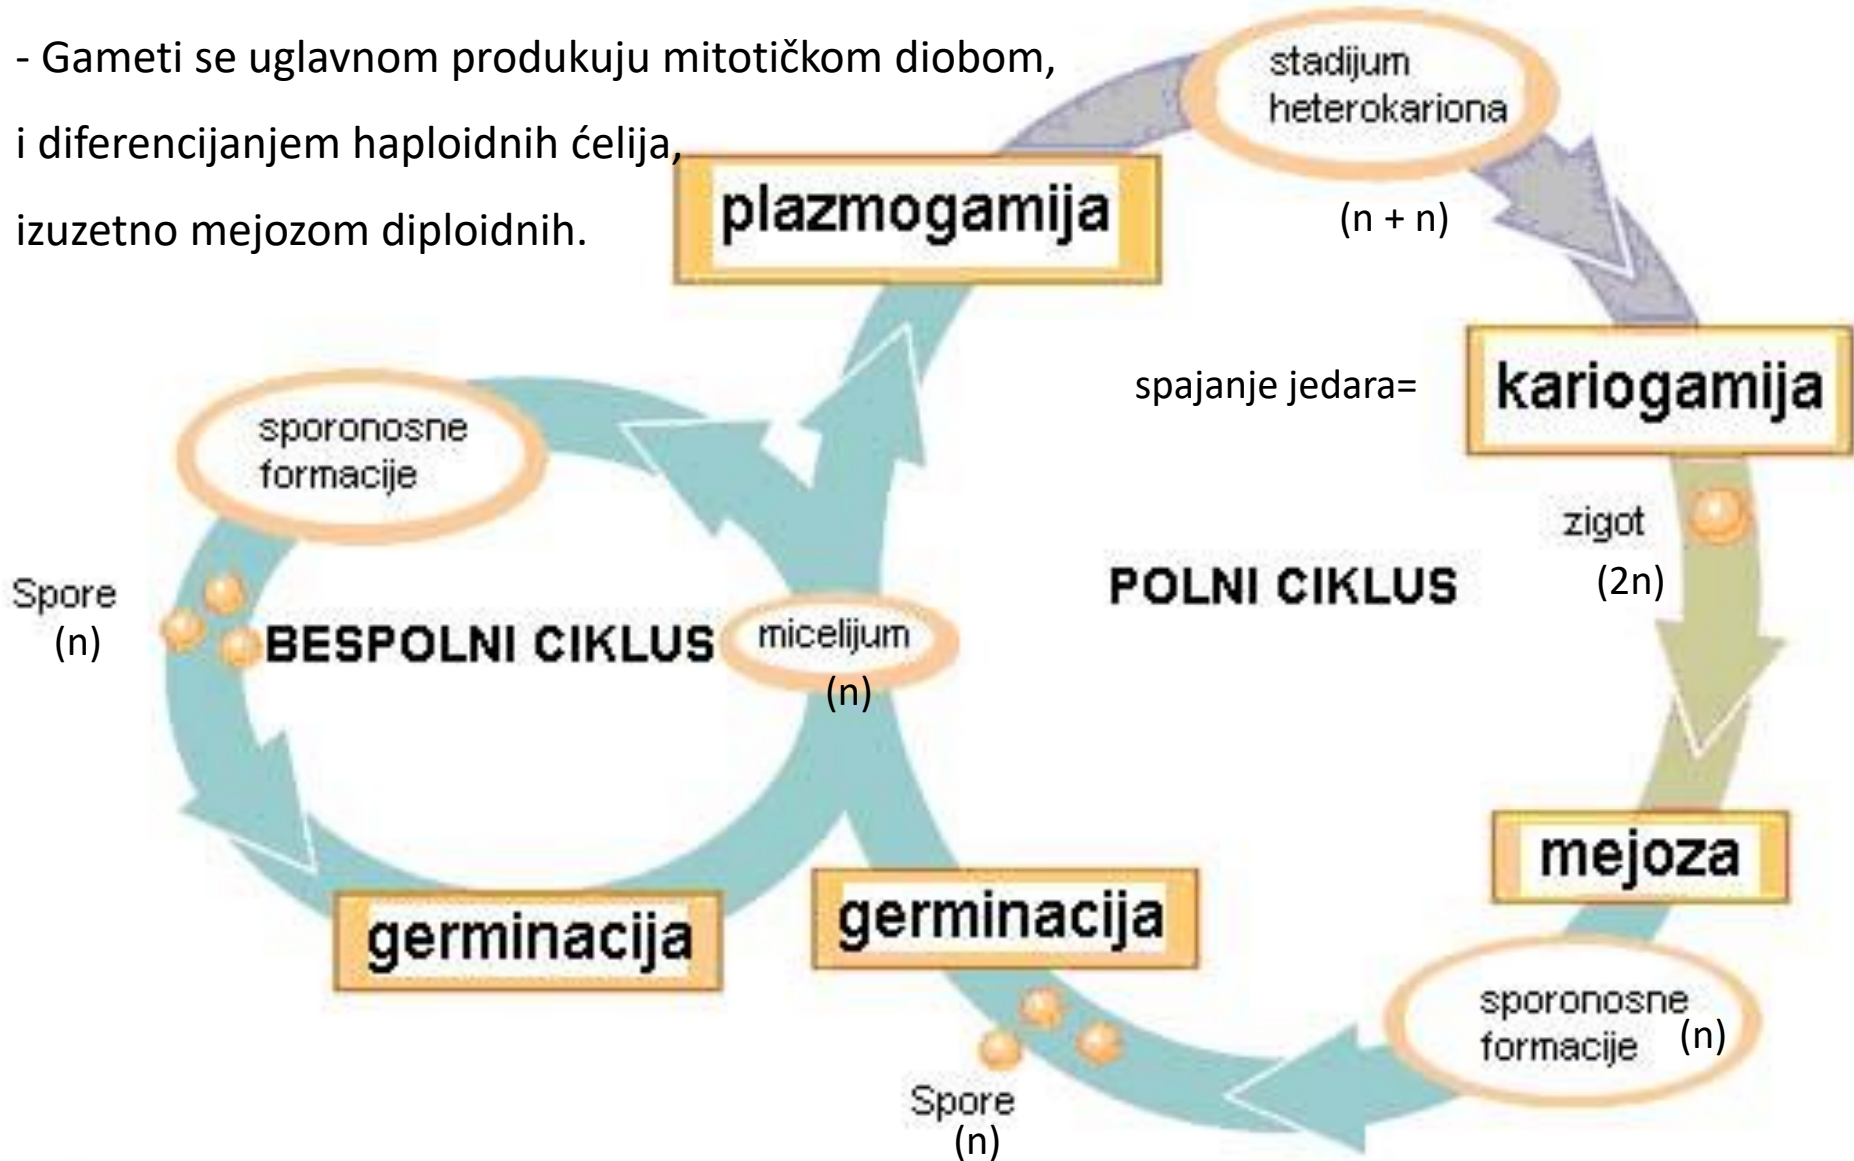 - Gameti se uglavnom produkuju mitotičkom diobom,
i diferencijanjem haploidnih ćelija,
izuzetno mejozom diploidnih.
stadijum
heterokariona
(n + n)
plazmogamija
spajanje jedara=
kariogamija
sporonosne
formacije
zigot
(2n)
Spore
(n)
BESPOLNI CIKLUS
micelijum
(n)
POLNI CIKLUS
mejoza
germinacija
germinacija
sporonosne
formacije
(n)
Spore
(n)